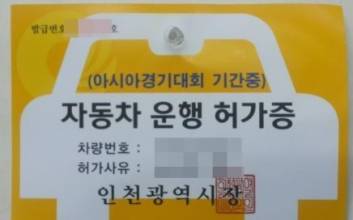 발급번호
(아시아경기대회 기간중)
자동차 운행 허가증
차량번호 :
허가사유 :
인천광역시장